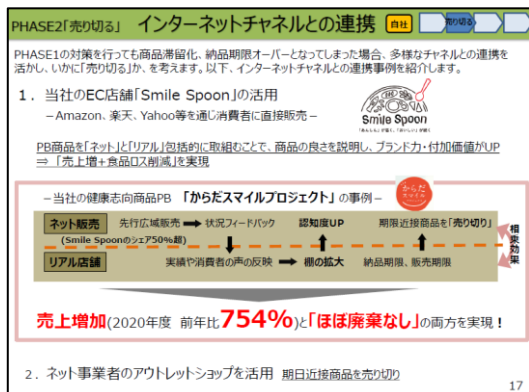 PHASE2「売り切る」 インターネットチャネルとの連携 自社 売り切る
PHASE1の対策を行っても商品滞留化、納品期限オーバーとなってしまった場合、多様なチャネルとの連携を
活かし、いかに「売り切る」か、を考えます。以下、インターネットチャネルとの連携事例を紹介します。
1．当社のEC店舗「Smile Spoon」の活用
－Amazon、楽天、Yahoo等を通じ消費者に直接販売－
Smile Spoon
PB商品を「ネット」と「リアル」包括的に取組むことで、商品の良さを説明し、ブランド力・付加価値がUP
⇒ 「売上増+食品ロス削減」を実現
－当社の健康志向商品PB 「からだスマイルプロジェクト」の事例－
からだ
スマイル
ネット販売 先行広域販売 ➡ 状況フィードバック 認知度UP 期限近接商品を「売り切り」
(Smile Spoonのシェア50%超)
リアル店舗 実績や消費者の声の反映 ➡ 棚の拡大 納品期限、販売期限
相乗効果
売上増加(2020年度 前年比754%)と「ほぼ廃棄なし」の両方を実現！
2．ネット事業者のアウトレットショップを活用 期日近接商品を売り切り
17